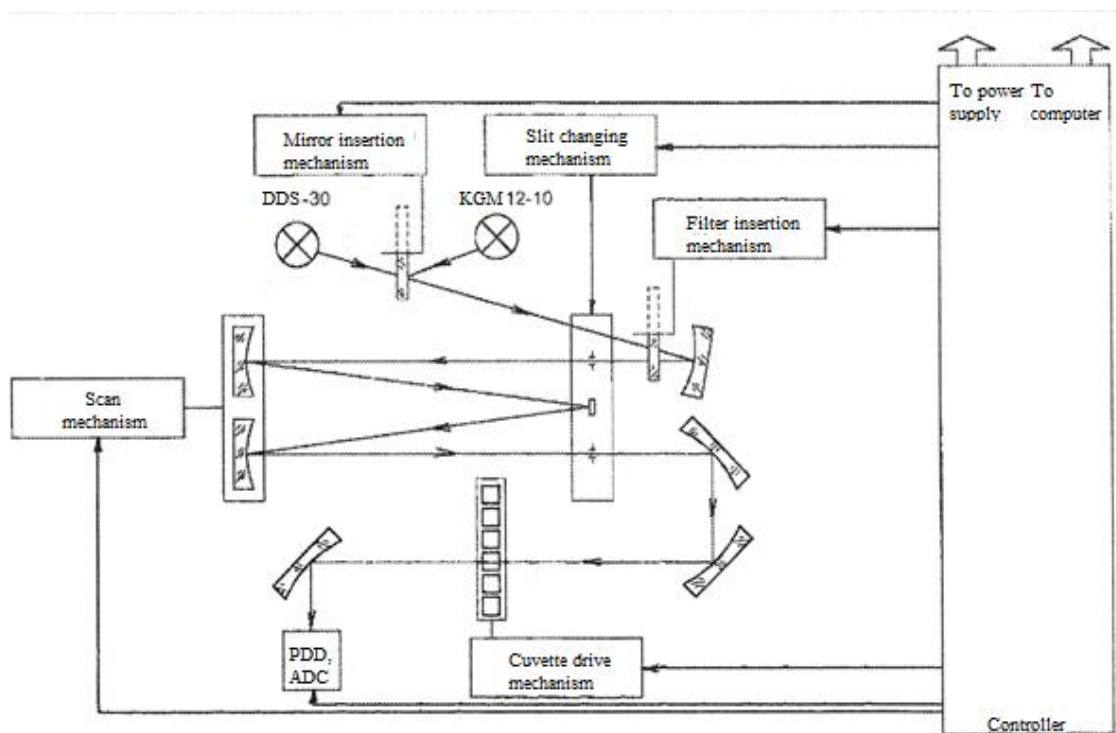 To power To
supply computer
Mirror insertion
mechanism
Slit changing
mechanism
DDS-30
KGM 12-10
Filter insertion
mechanism
Scan
mechanism
PDD,
ADC
Cuvette drive
mechanism
Controller